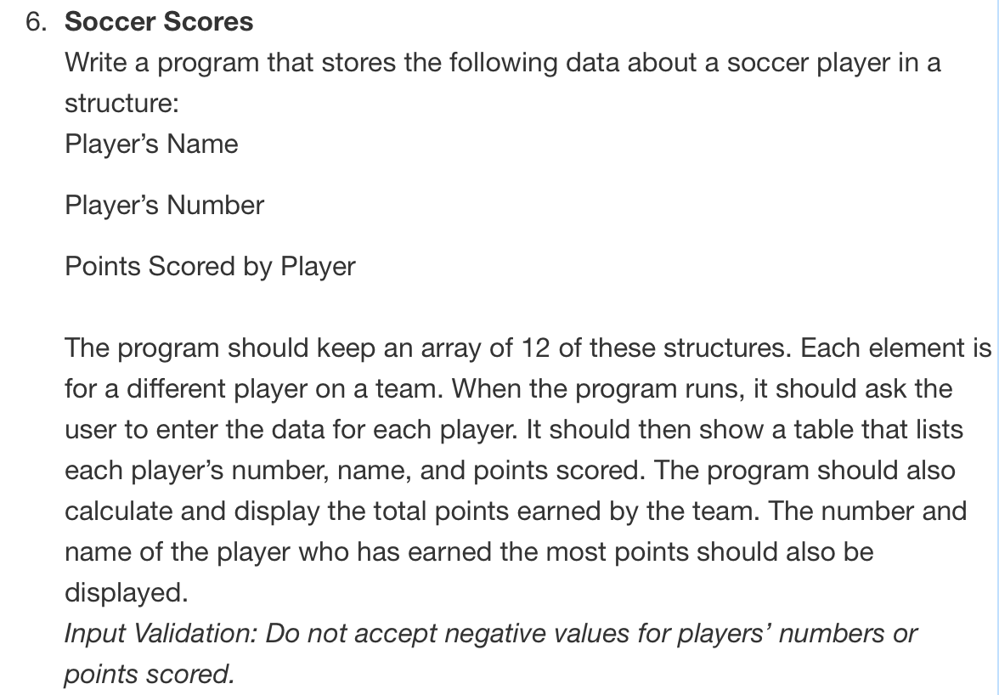 6. Soccer Scores
Write a program that stores the following data about a soccer player in a
structure:
Player’s Name
Player’s Number
Points Scored by Player
The program should keep an array of 12 of these structures. Each element is
for a different player on a team. When the program runs, it should ask the
user to enter the data for each player. It should then show a table that lists
each player’s number, name, and points scored. The program should also
calculate and display the total points earned by the team. The number and
name of the player who has earned the most points should also be
displayed.
Input Validation: Do not accept negative values for players’ numbers or
points scored.